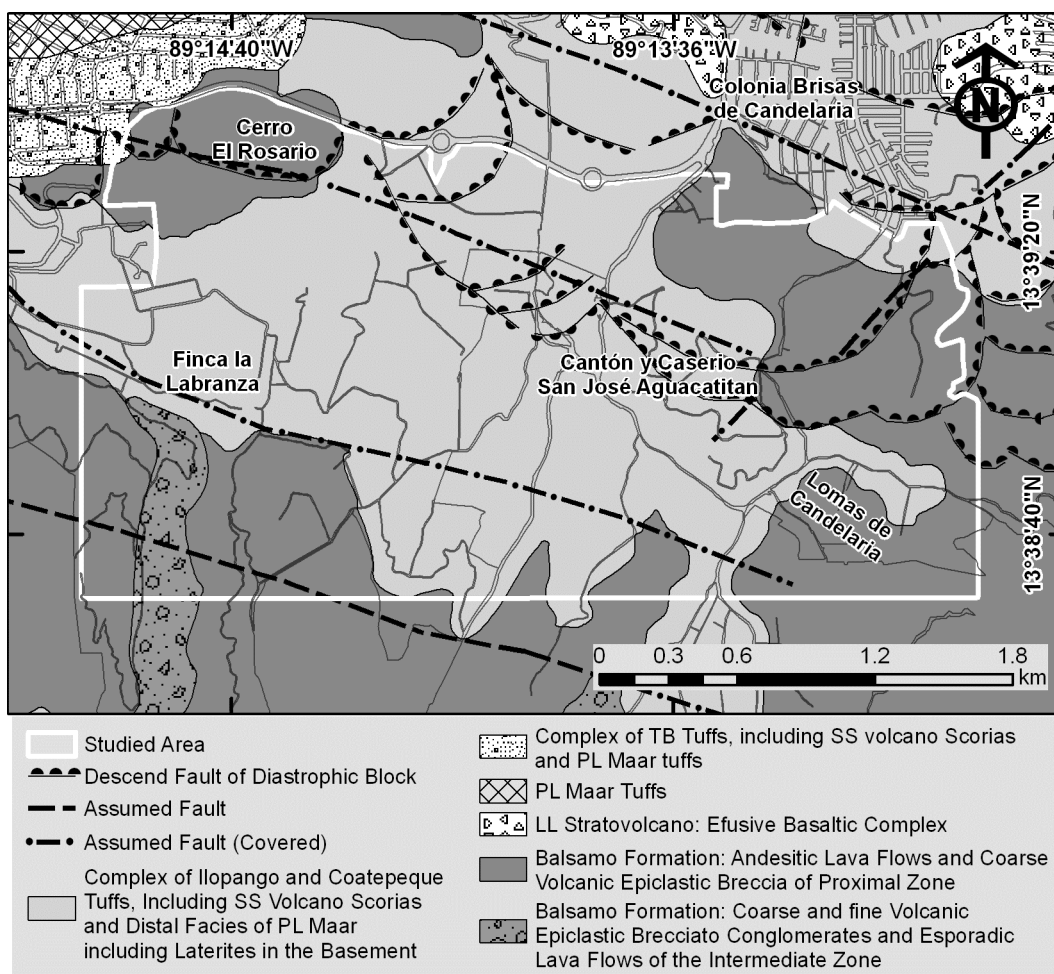 89°14'40"W
89°13'36"W
Colonia Brisas
de Candelaria
N
Cerro
El Rosario
13°39'20"N
Finca la
Labranza
Cantón y Caserio
San José Aguacatitan
Lomas de
Candelaria
13°38'40"N
0 0.3 0.6 1.2 1.8
km
Studied Area
Descend Fault of Diastrophic Block
Assumed Fault
Assumed Fault (Covered)
Complex of Ilopango and Coatepeque
Tuffs, Including SS Volcano Scorias
and Distal Facies of PL Maar
including Laterites in the Basement
Complex of TB Tuffs, including SS volcano Scorias
and PL Maar tuffs
PL Maar Tuffs
LL Stratovolcano: Efusive Basaltic Complex
Balsamo Formation: Andesitic Lava Flows and Coarse
Volcanic Epiclastic Breccia of Proximal Zone
Balsamo Formation: Coarse and fine Volcanic
Epiclastic Brecciato Conglomerates and Esporadic
Lava Flows of the Intermediate Zone